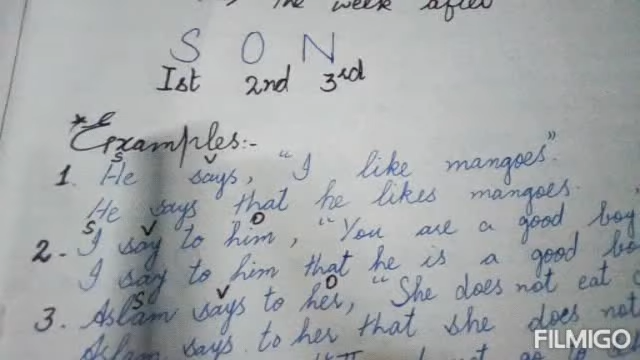 the week after
S O N
Ist 2nd 3rd
* Examples:-
S V
1. He says, "I like mangoes".
He says that he likes mangoes.
S V O
2. I say to him, "You are a good boy
I say to him that he is a good
S V O
3. Aslam says to her, "She does not eat
Aslam says to her that she does not
FILMIGO